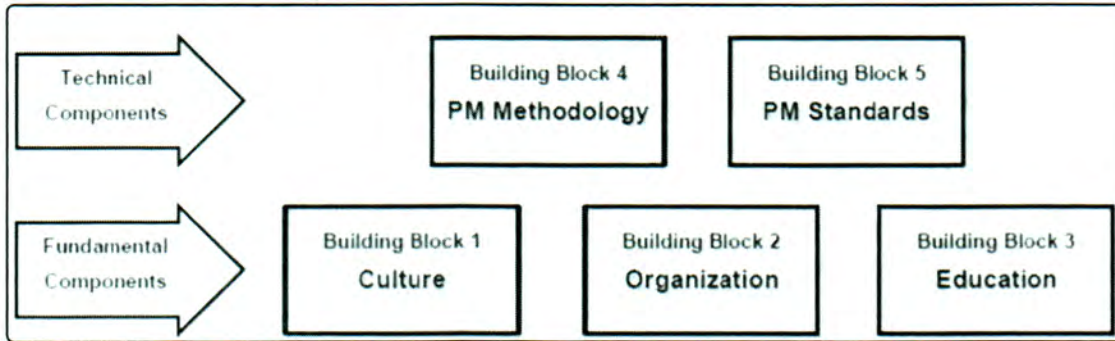 Technical
Components
Building Block 4
PM Methodology
Building Block 5
PM Standards
Fundamental
Components
Building Block 1
Culture
Building Block 2
Organization
Building Block 3
Education